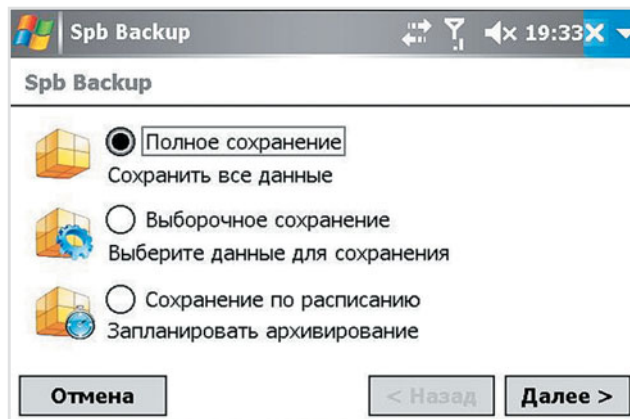 Spb Backup 19:33
Spb Backup
Полное сохранение
Сохранить все данные
Выборочное сохранение
Выберите данные для сохранения
Сохранение по расписанию
Запланировать архивирование
Отмена < Назад Далее >